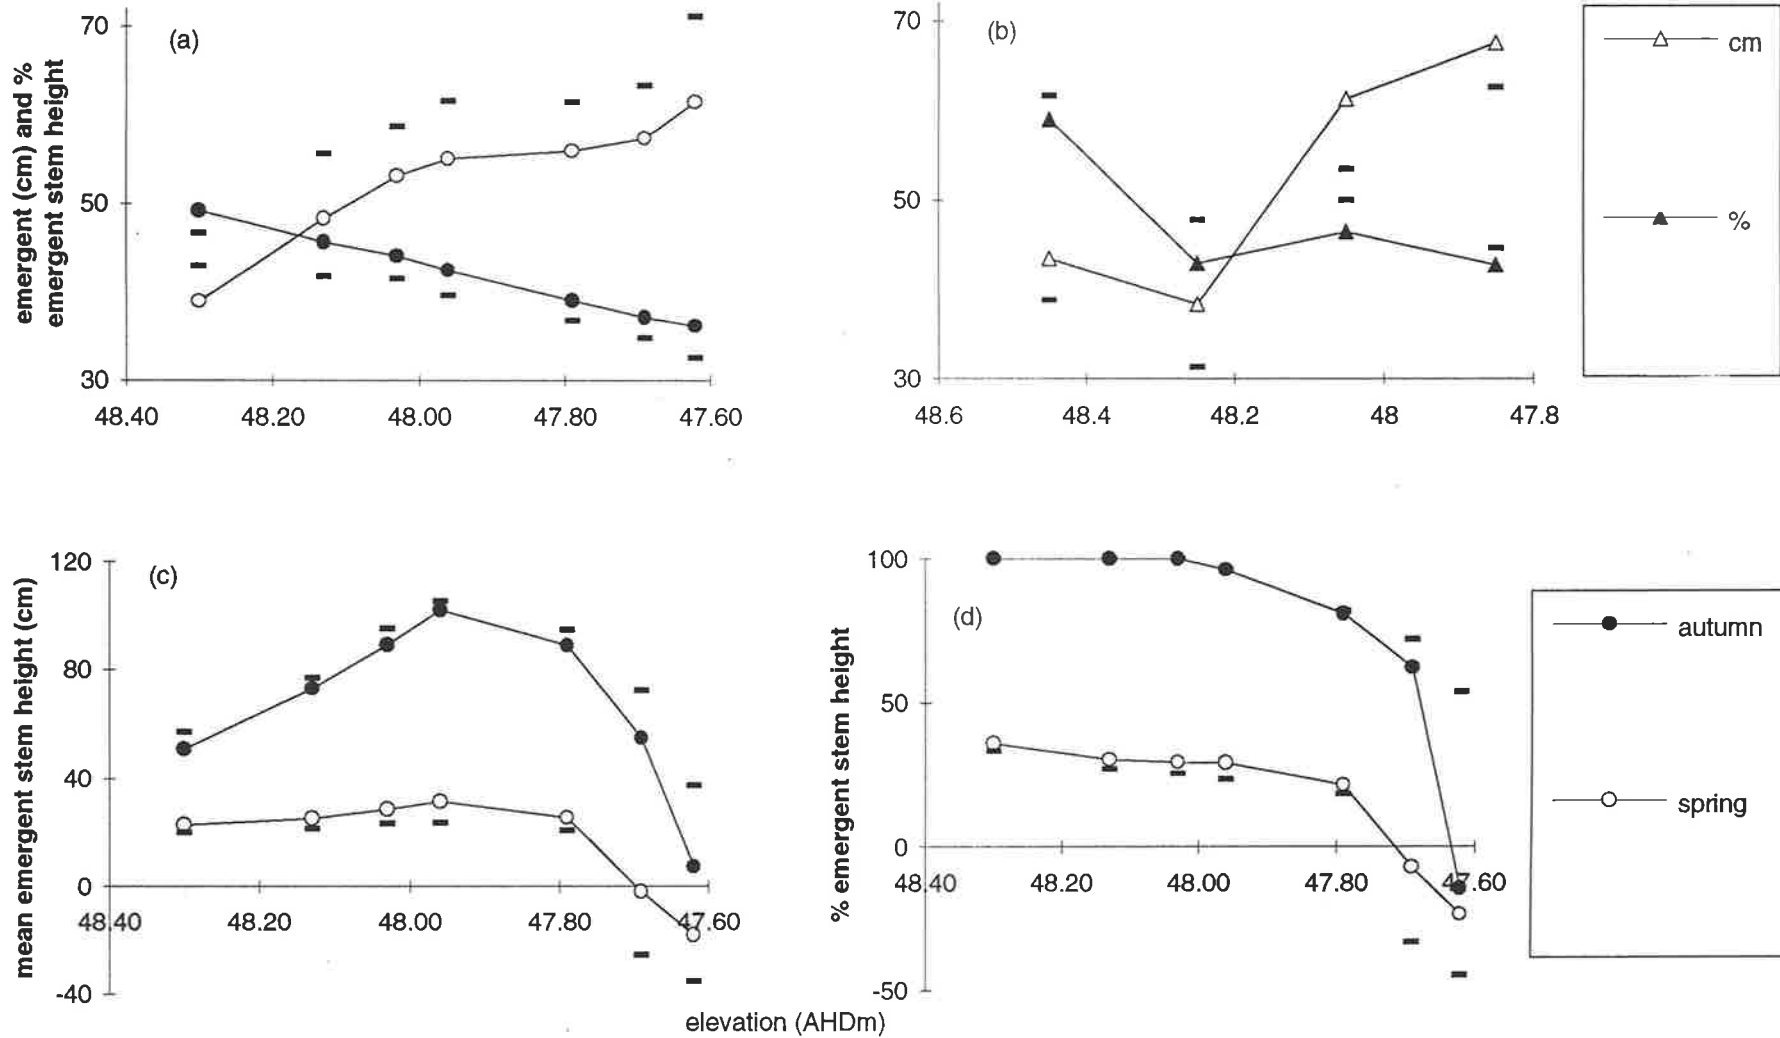 emergent (cm) and %
emergent stem height
(a)
70
50
30
48.40 48.20 48.00 47.80 47.60
(b)
70
50
30
48.6 48.4 48.2 48 47.8
cm
%
mean emergent stem height (cm)
(c)
120
80
40
0
-40
48.40 48.20 48.00 47.80 47.60
% emergent stem height
(d)
100
50
0
-50
48.40 48.20 48.00 47.80 47.60
autumn
spring
elevation (AHDm)